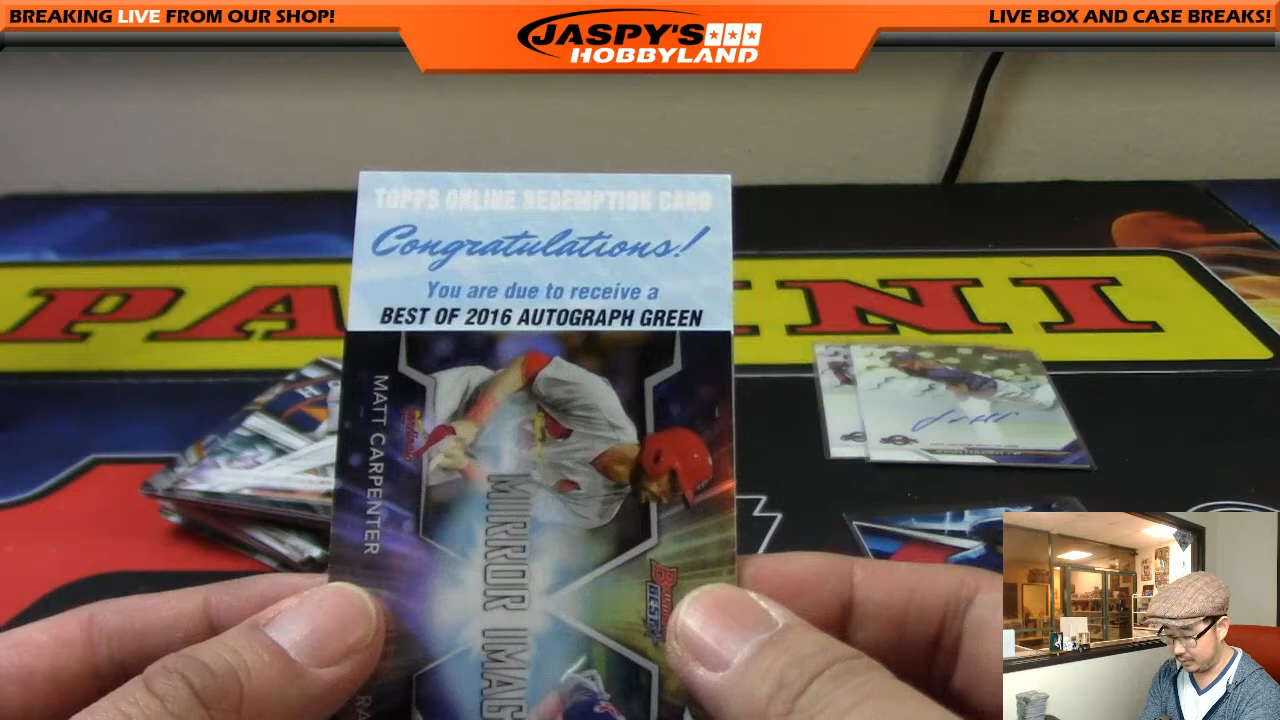 BREAKING LIVE FROM OUR SHOP!
JASPY'S
HOBBYLAND
LIVE BOX AND CASE BREAKS!
TOPPS ONLINE REDEMPTION CARD
Congratulations!
You are due to receive a
BEST OF 2016 AUTOGRAPH GREEN
MATT CARPENTER
MIRROR IMAG